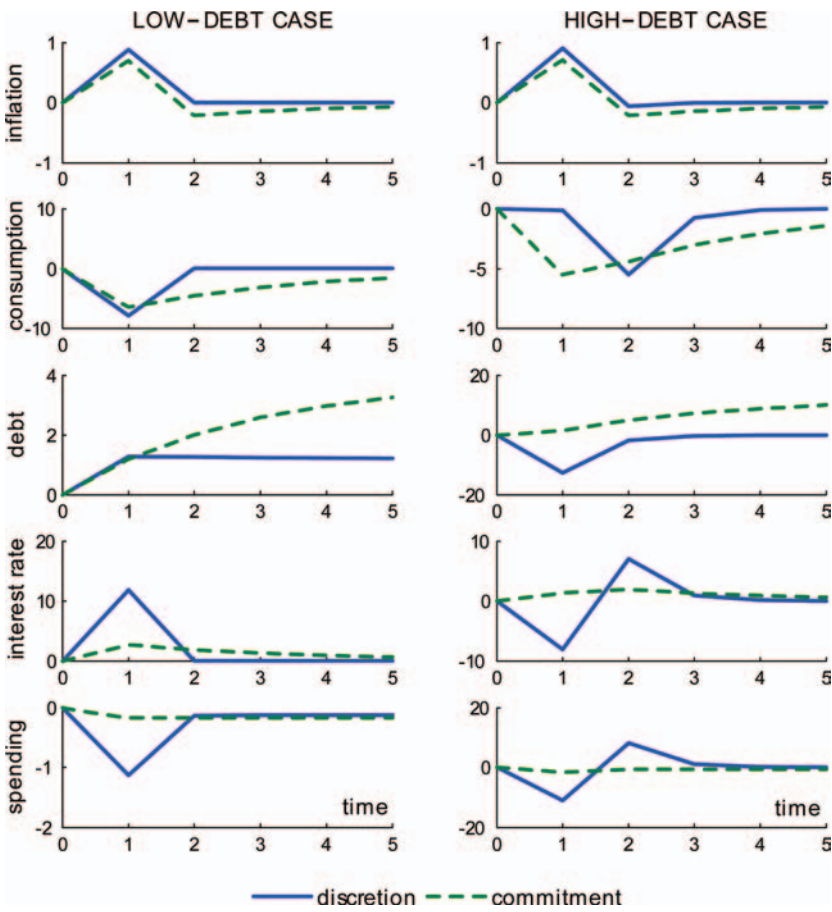 LOW-DEBT CASE HIGH-DEBT CASE
inflation
1 1
0 0
-1 -1
0 1 2 3 4 5 0 1 2 3 4 5
consumption
10 0
0 -5
-10 -10
0 1 2 3 4 5 0 1 2 3 4 5
debt
4 20
2 0
0 -20
0 1 2 3 4 5 0 1 2 3 4 5
interest rate
20 10
10 0
0 -10
0 1 2 3 4 5 0 1 2 3 4 5
spending
0 20
-1 0
time time
-2 -20
0 1 2 3 4 5 0 1 2 3 4 5
discretion commitment